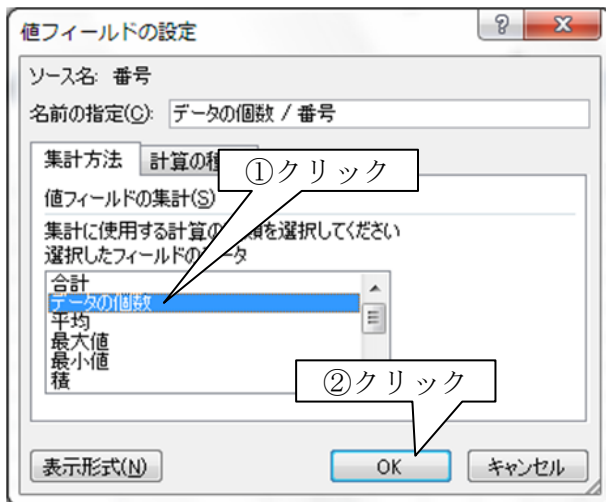 値フィールドの設定
ソース名: 番号
名前の指定(C): データの個数 / 番号
集計方法 計算の種
①クリック
値フィールドの集計(S)
集計に使用する計算の 類を選択してください
選択したフィールドの ータ
合計
データの個数
平均
最大値
最小値
積
②クリック
表示形式(N) OK キャンセル